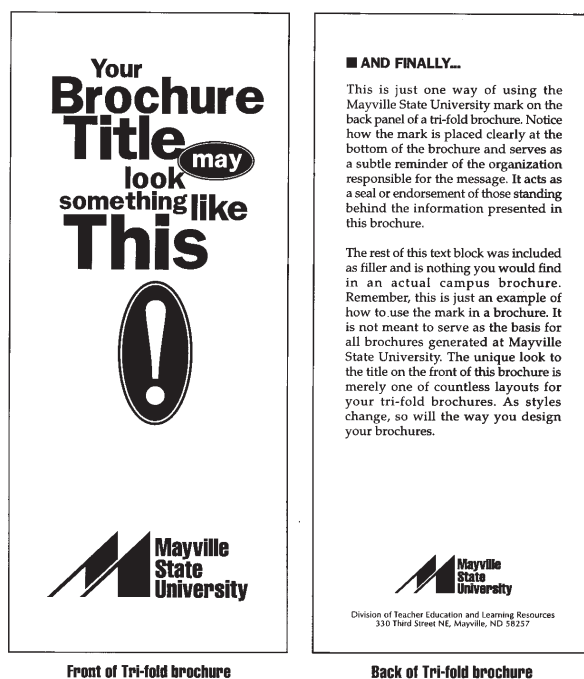 Your
Brochure
Title may
look
something like
This
!
Mayville
State
University
Front of Tri-fold brochure
■ AND FINALLY...
This is just one way of using the
Mayville State University mark on the
back panel of a tri-fold brochure. Notice
how the mark is placed clearly at the
bottom of the brochure and serves as
a subtle reminder of the organization
responsible for the message. It acts as
a seal or endorsement of those standing
behind the information presented in
this brochure.
The rest of this text block was included
as filler and is nothing you would find
in an actual campus brochure.
Remember, this is just an example of
how to use the mark in a brochure. It
is not meant to serve as the basis for
all brochures generated at Mayville
State University. The unique look to
the title on the front of this brochure is
merely one of countless layouts for
your tri-fold brochures. As styles
change, so will the way you design
your brochures.
Mayville
State
University
Division of Teacher Education and Learning Resources
330 Third Street NE, Mayville, ND 58257
Back of Tri-fold brochure